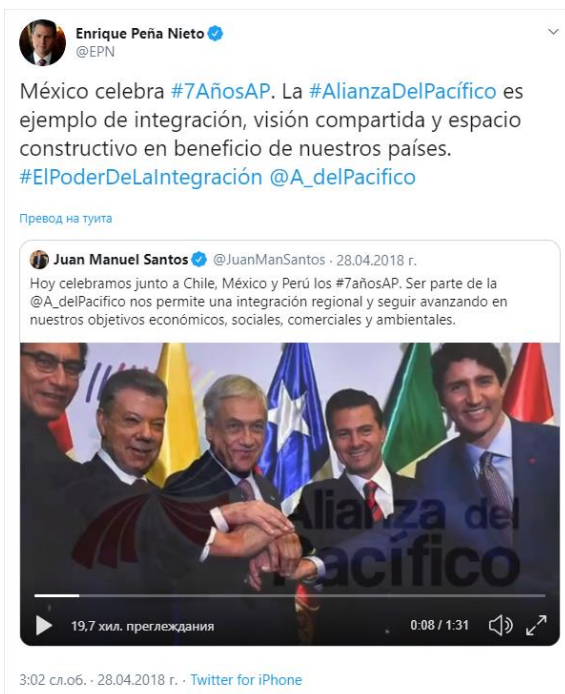 Enrique Peña Nieto
@EPN
México celebra #7AñosAP. La #AlianzaDelPacífico es
ejemplo de integración, visión compartida y espacio
constructivo en beneficio de nuestros países.
#ElPoderDeLaIntegración @A_delPacifico
Превод на туита
Juan Manuel Santos @JuanManSantos · 28.04.2018 г.
Hoy celebramos junto a Chile, México y Perú los #7añosAP. Ser parte de la
@A_delPacifico nos permite una integración regional y seguir avanzando en
nuestros objetivos económicos, sociales, comerciales y ambientales.
Alianza del
Pacífico
19,7 хил. преглеждания
0:08 / 1:31
3:02 сл.об. · 28.04.2018 г. · Twitter for iPhone